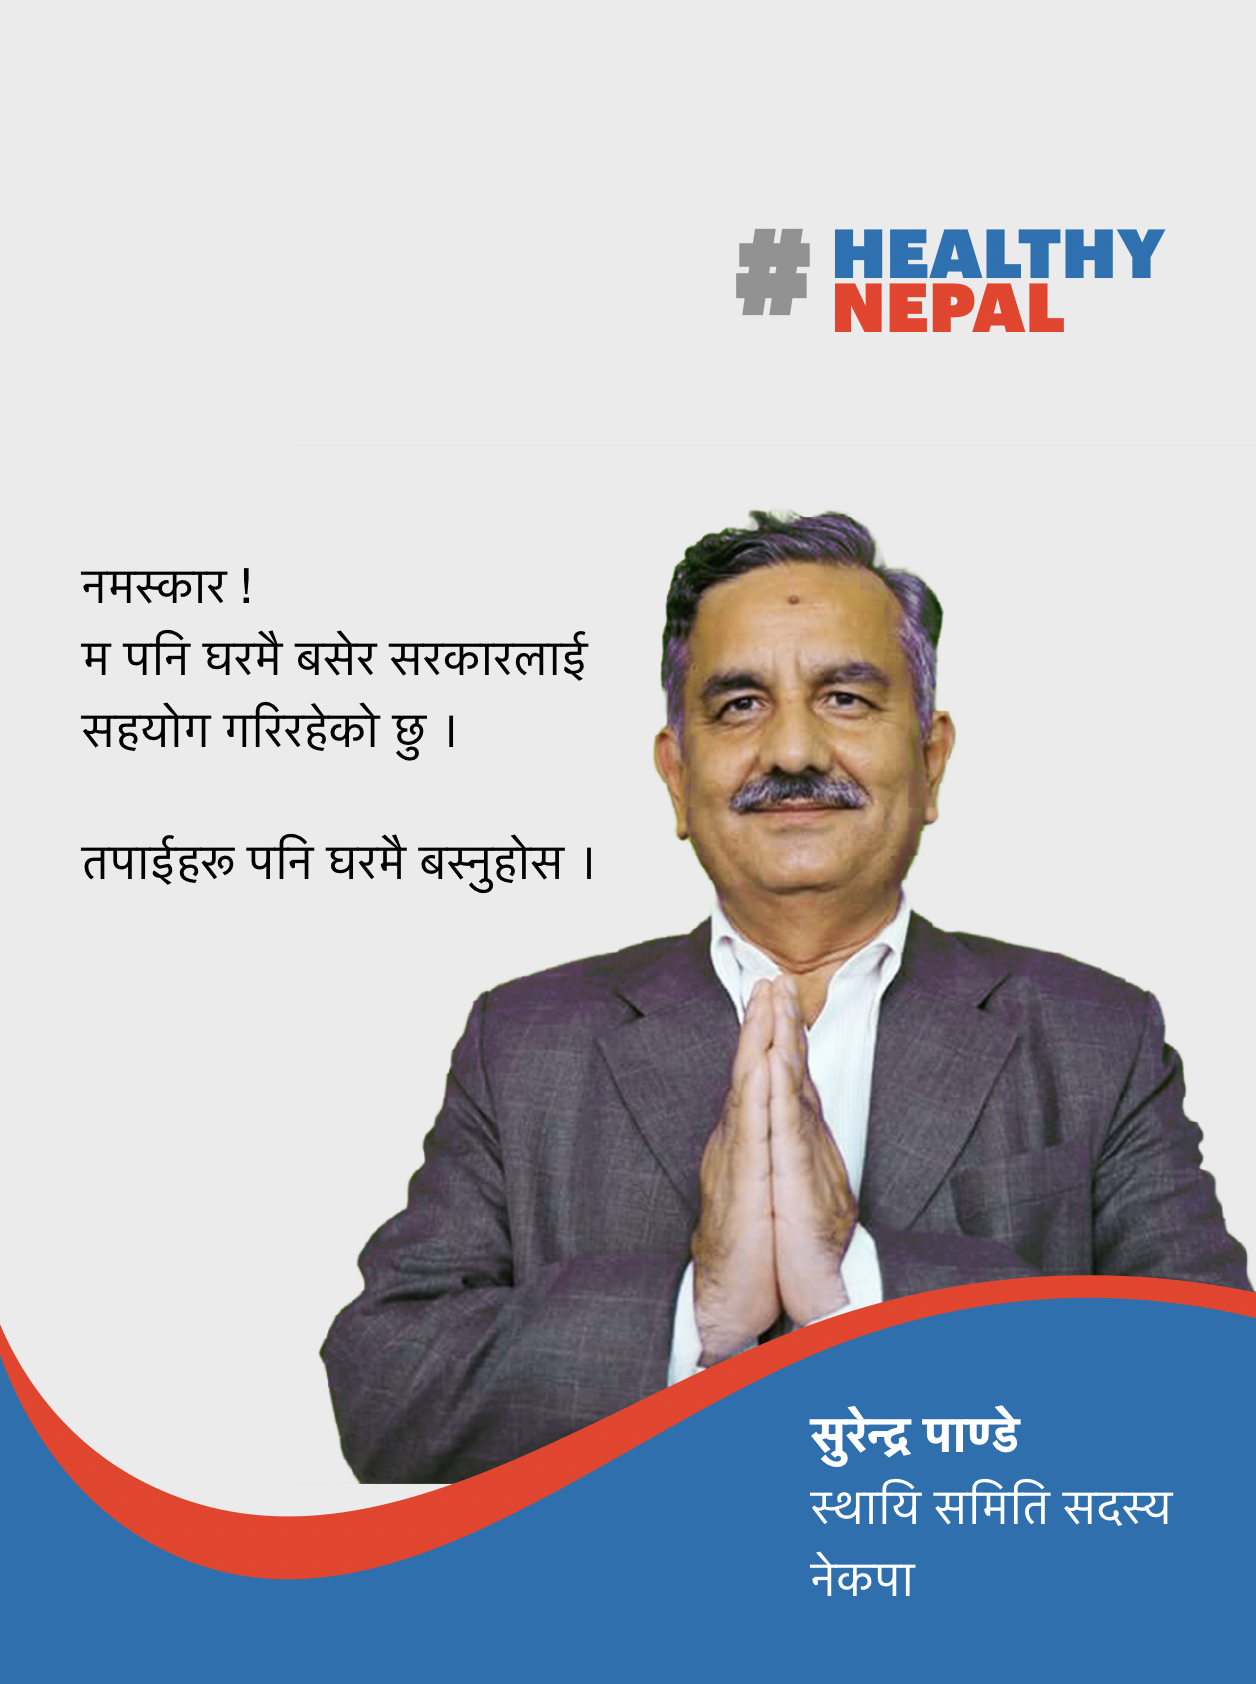 # HEALTHY
NEPAL
नमस्कार !
म पनि घरमै बसेर सरकारलाई
सहयोग गरिरहेको छु ।
तपाईहरू पनि घरमै बस्नुहोस ।
सुरेन्द्र पाण्डे
स्थायि समिति सदस्य
नेकपा